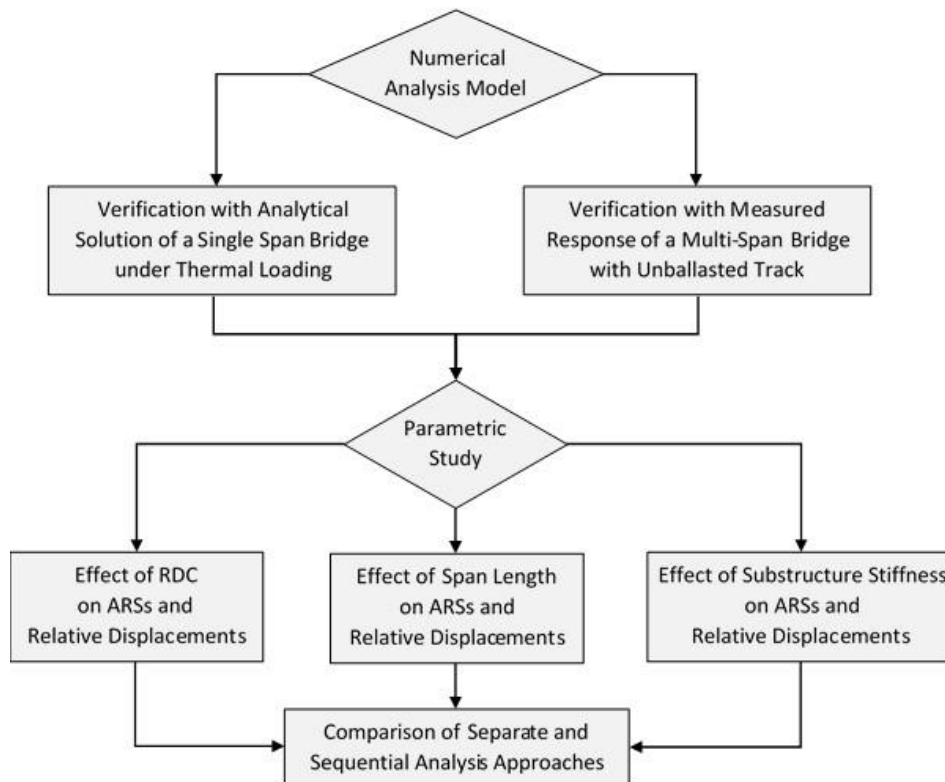 Numerical
Analysis Model
Verification with Analytical
Solution of a Single Span Bridge
under Thermal Loading
Verification with Measured
Response of a Multi-Span Bridge
with Unballasted Track
Parametric
Study
Effect of RDC
on ARSs and
Relative Displacements
Effect of Span Length
on ARSs and
Relative Displacements
Effect of Substructure Stiffness
on ARSs and
Relative Displacements
Comparison of Separate and
Sequential Analysis Approaches